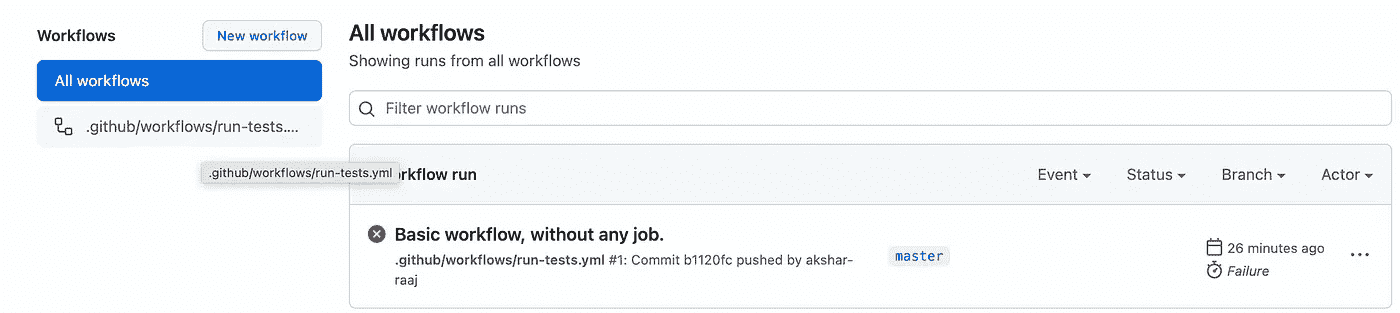 Workflows
New workflow
All workflows
.github/workflows/run-tests....
.github/workflows/run-tests.yml
All workflows
Showing runs from all workflows
Filter workflow runs
rkflow run
Event
Status
Branch
Actor
Basic workflow, without any job.
.github/workflows/run-tests.yml #1: Commit b1120fc pushed by akshar-
raaj
master
26 minutes ago
Failure